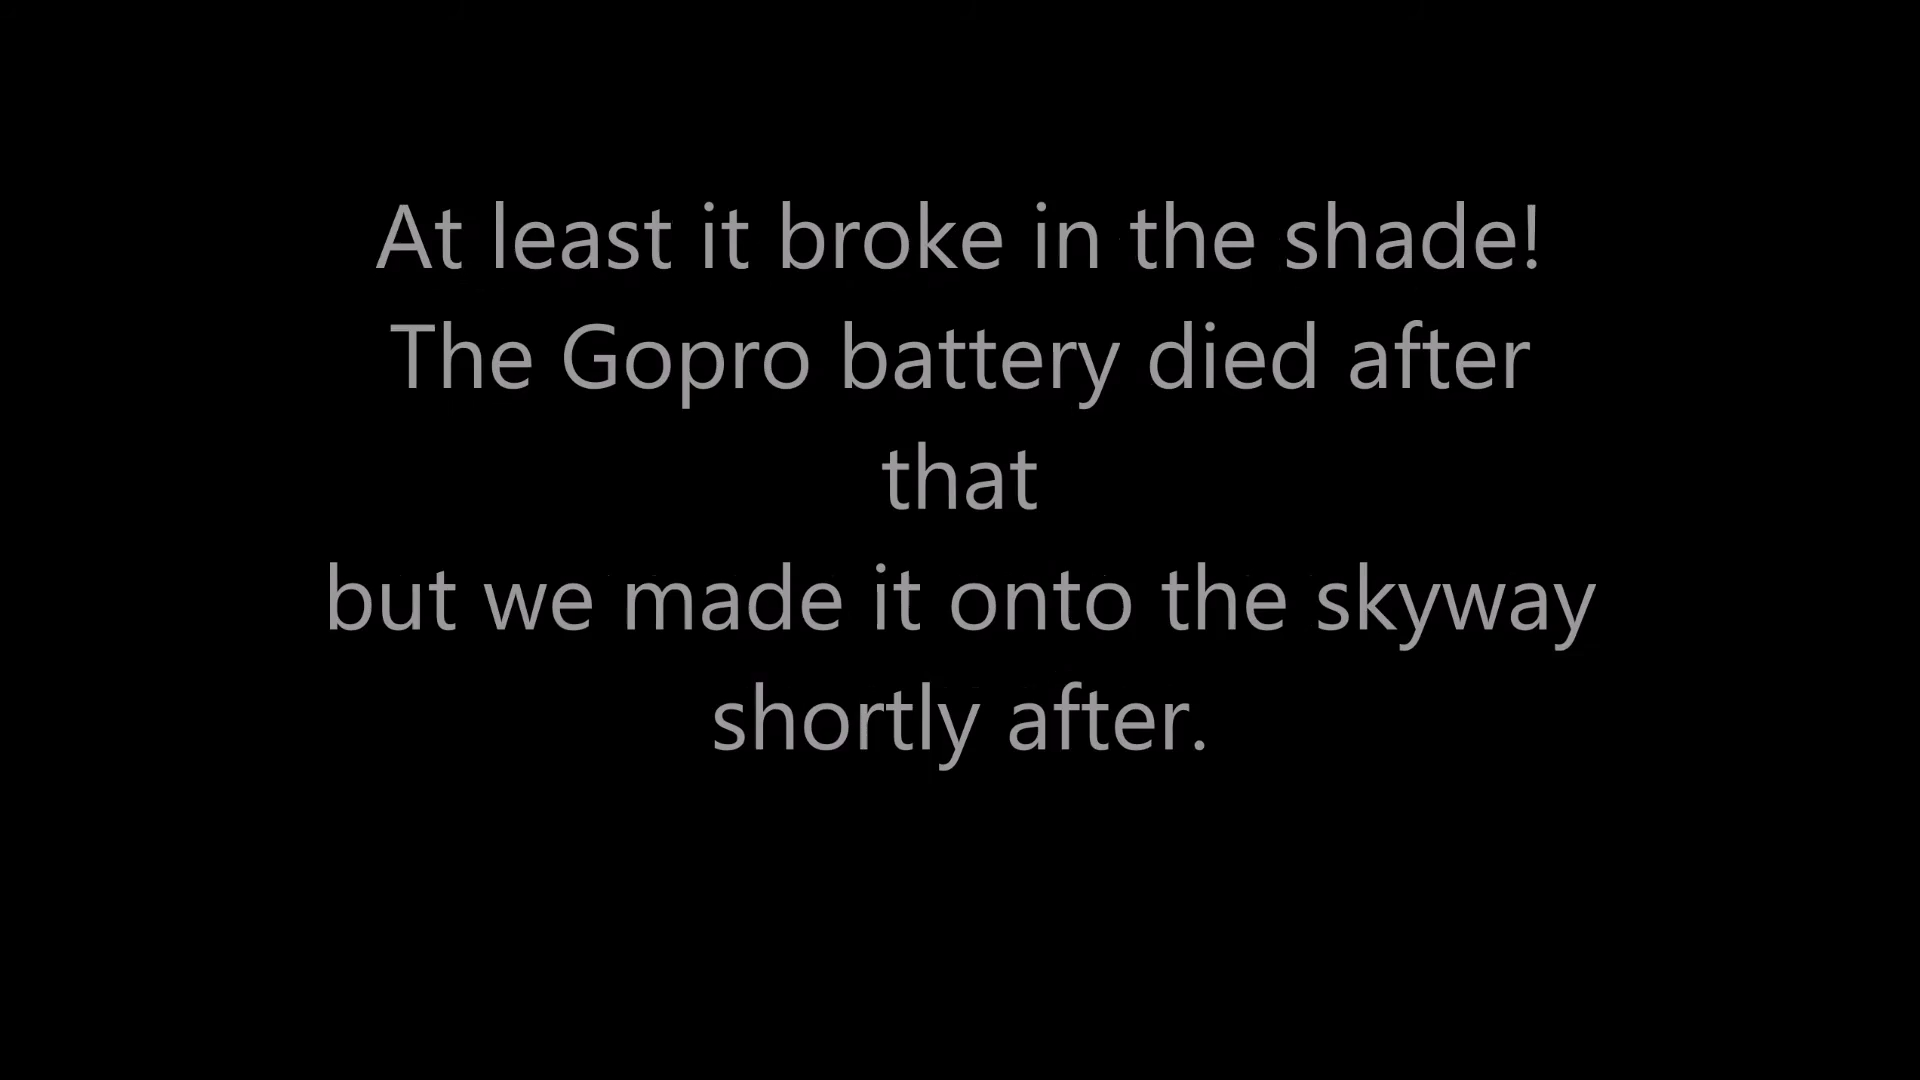 At least it broke in the shade!
The Gopro battery died after
that
but we made it onto the skyway
shortly after.